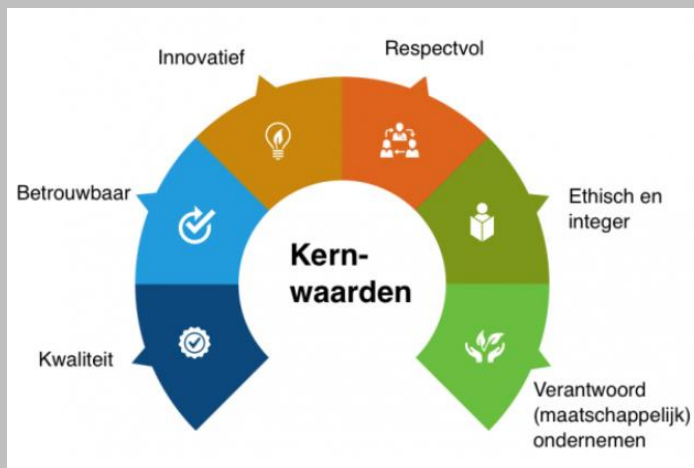 Innovatief
Respectvol
Betrouwbaar
Ethisch en
integer
Kern-
waarden
Kwaliteit
Verantwoord
(maatschappelijk)
ondernemen